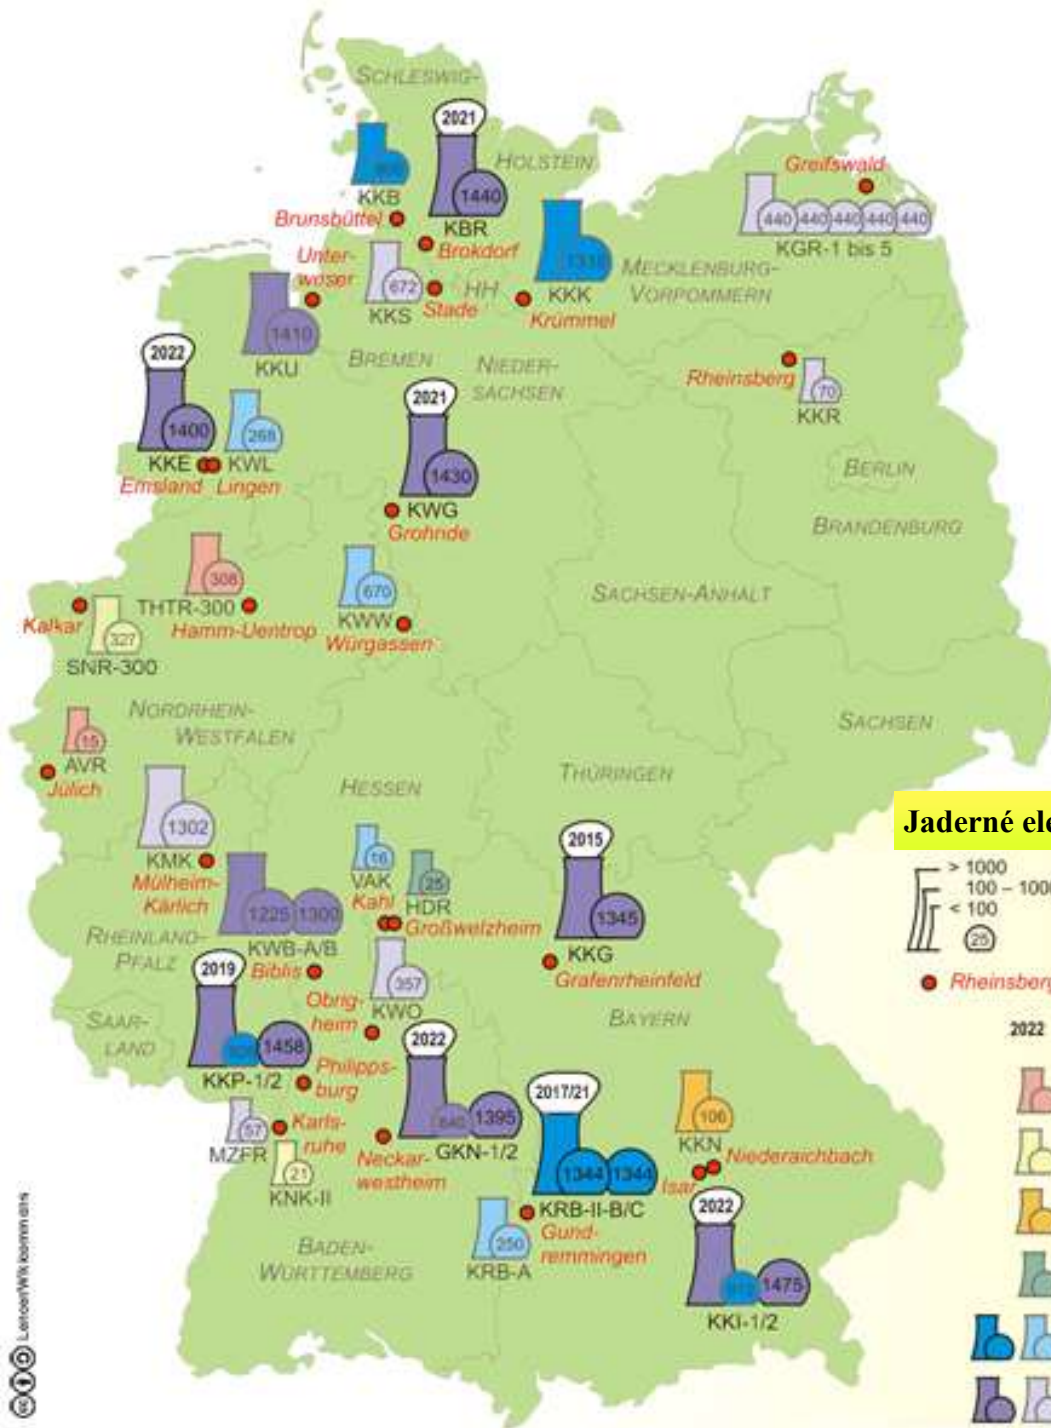 SCHLESWIG-
HOLSTEIN
2021
1440
KBR
Brokdorf
KKB
Brunsbüttel
Greifswald
440 440 440 440 440
KGR-1 bis 5
Unter-
weser
672
KKS
Stade
HH
KKK
Krümmel
MECKLENBURG-
VORPOMMERN
1410
KKU
BREMEN
NIEDER-
SACHSEN
Rheinsberg
70
KKR
2022
1400
KKE
Emsland
268
KWL
Lingen
2021
1430
KWG
Grohnde
BERLIN
BRANDENBURG
308
THTR-300
Hamm-Uentrop
670
KWW
Würgassen
SACHSEN-ANHALT
Kalkar
327
SNR-300
NORDRHEIN-
WESTFALEN
SACHSEN
15
AVR
Jülich
HESSEN
THÜRINGEN
1302
KMK
Mülheim-
Kärlich
16
VAK
Kahl
25
HDR
Großwelzheim
2015
1345
KKG
Grafenrheinfeld
1225 1300
KWB-A/B
Biblis
RHEINLAND-
PFALZ
357
KWO
Obrig-
heim
BAYERN
SAAR-
LAND
2019
1458
KKP-1/2
Philipps-
burg
2022
840 1395
GKN-1/2
Neckar-
westheim
57
MZFR
Karls-
ruhe
21
KNK-II
2017/21
1344 1344
KRB-II-B/C
Gund-
remmingen
250
KRB-A
106
KKN
Niederaichbach
Isar
2022
1475
KKI-1/2
BADEN-
WÜRTTEMBERG
Jaderné ele
> 1000
100 – 1000
< 100
25
Rheinsberg
2022
cc Lencer/Wikicommons